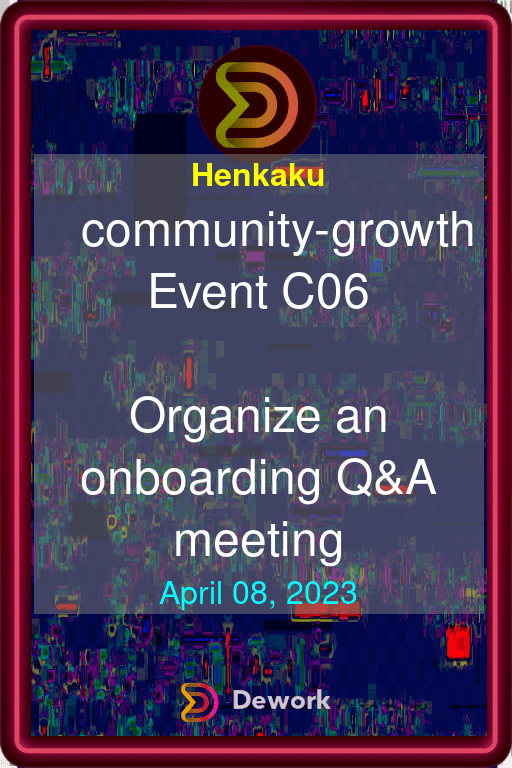 Henkaku
community-growth
Event C06
Organize an
onboarding Q&A
meeting
April 08, 2023
Dework